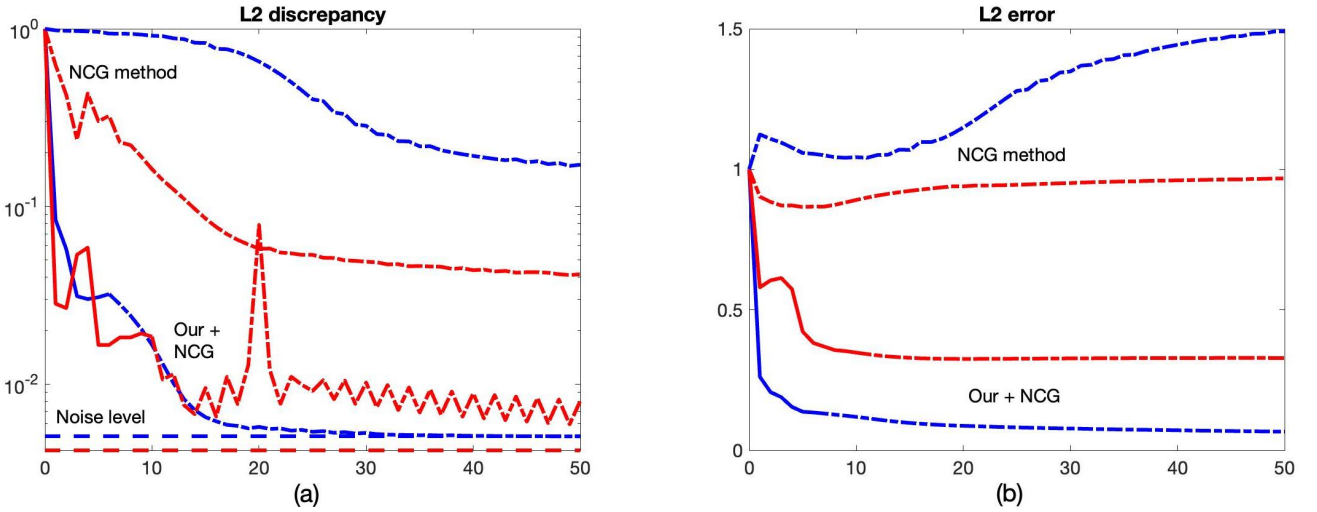 L2 discrepancy
10^0
10^-1
10^-2
NCG method
Our +
NCG
Noise level
0 10 20 30 40 50
(a)
L2 error
1.5
1
0.5
0
NCG method
Our + NCG
0 10 20 30 40 50
(b)